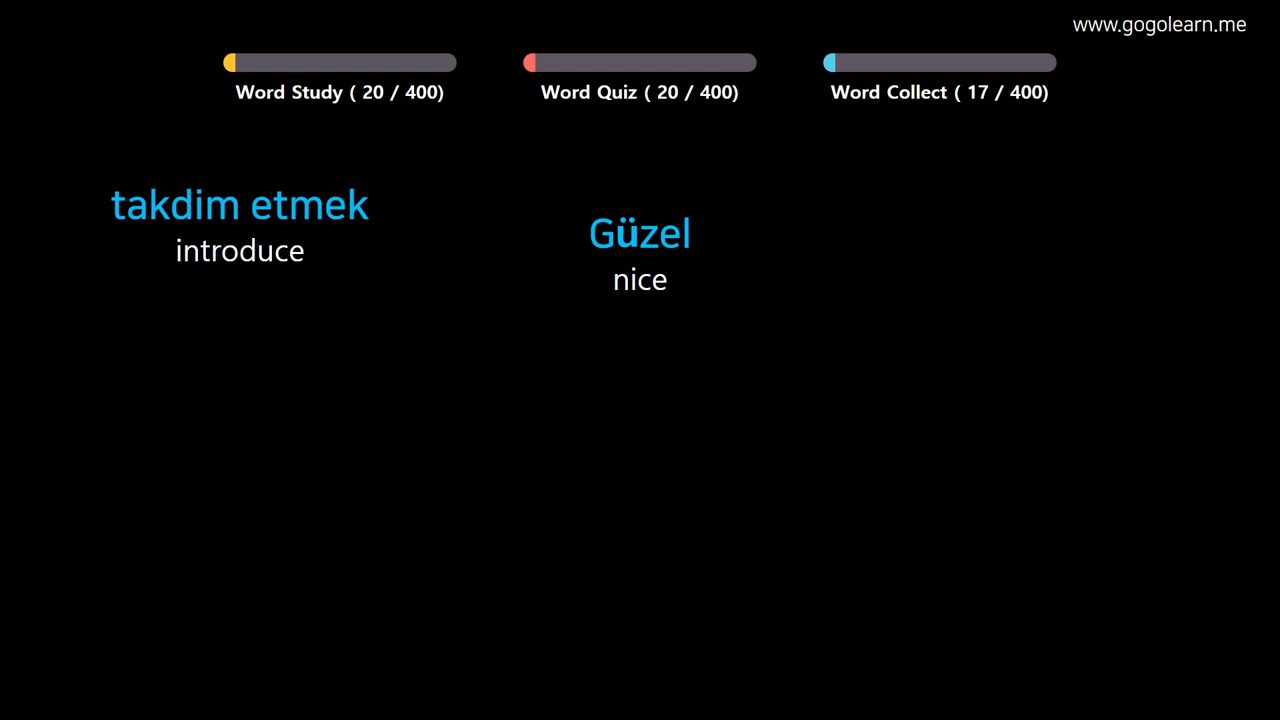 www.gogolearn.me
Word Study ( 20 / 400)
Word Quiz ( 20 / 400)
Word Collect ( 17 / 400)
takdim etmek
introduce
Güzel
nice